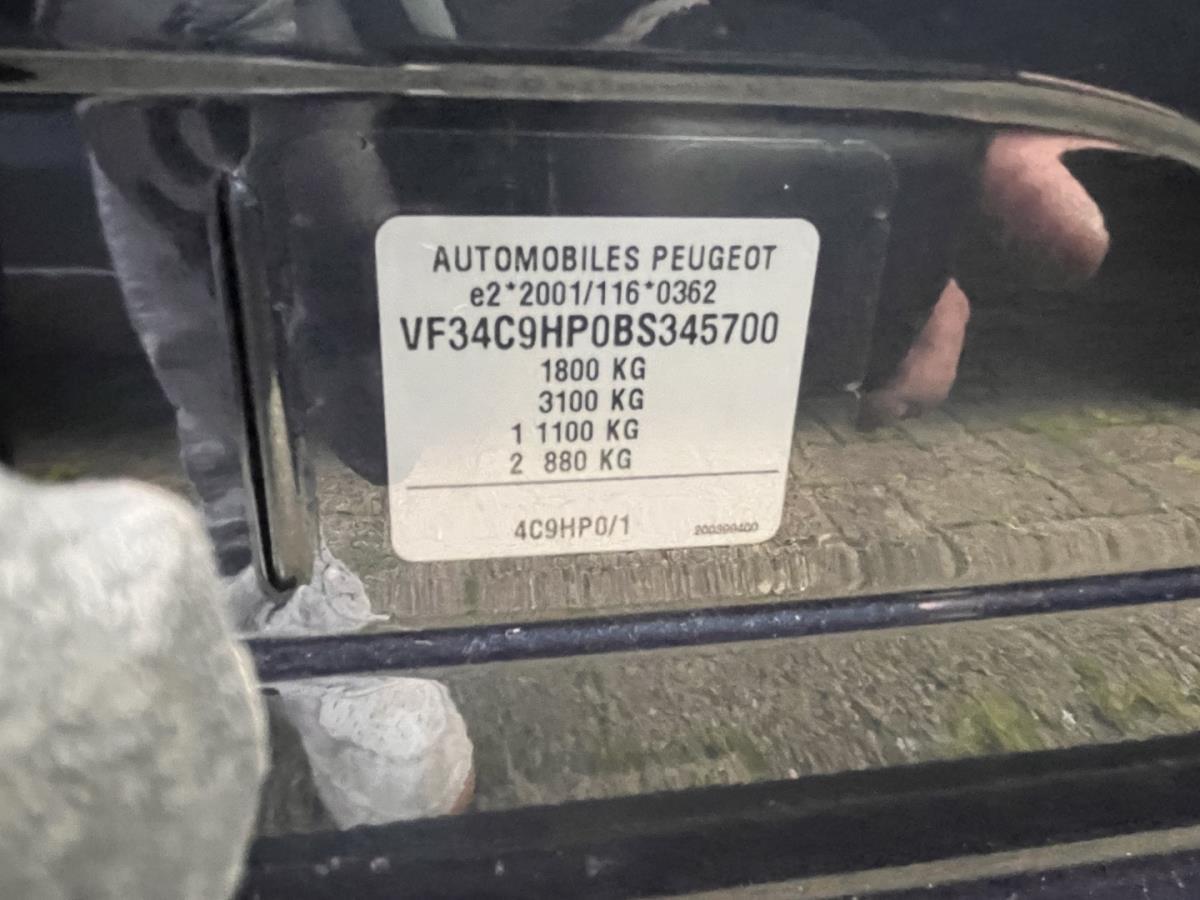 AUTOMOBILES PEUGEOT
e2*2001/116*0362
VF34C9HP0BS345700
1800 KG
3100 KG
1 1100 KG
2 880 KG
4C9HP0/1